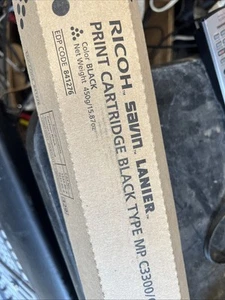 RICOH savin LANIER
PRINT CARTRIDGE BLACK TYPE MP C3300/
Color BLACK
Net Weight 450g/15.87oz
EDP CODE 841276